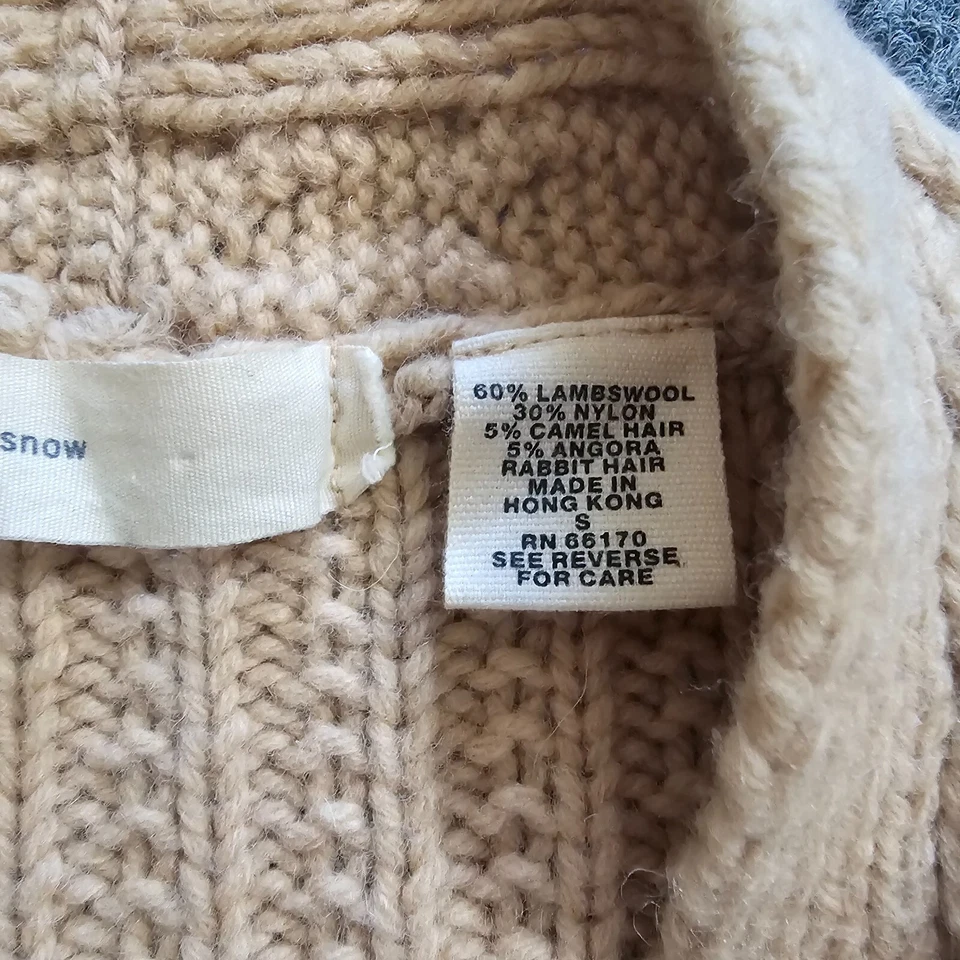 snow
60% LAMBSWOOL
30% NYLON
5% CAMEL HAIR
5% ANGORA
RABBIT HAIR
MADE IN
HONG KONG
S
RN 66170
SEE REVERSE
FOR CARE